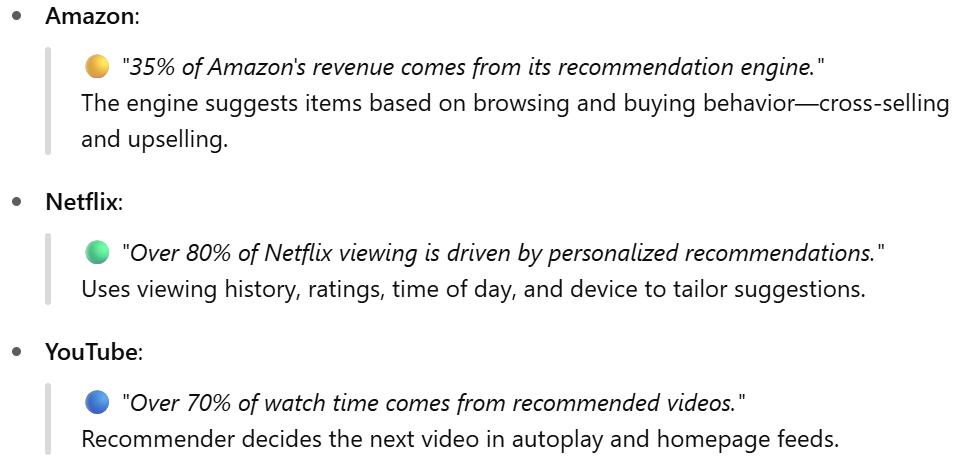 Amazon:
"35% of Amazon's revenue comes from its recommendation engine."
The engine suggests items based on browsing and buying behavior—cross-selling
and upselling.
Netflix:
"Over 80% of Netflix viewing is driven by personalized recommendations."
Uses viewing history, ratings, time of day, and device to tailor suggestions.
YouTube:
"Over 70% of watch time comes from recommended videos."
Recommender decides the next video in autoplay and homepage feeds.